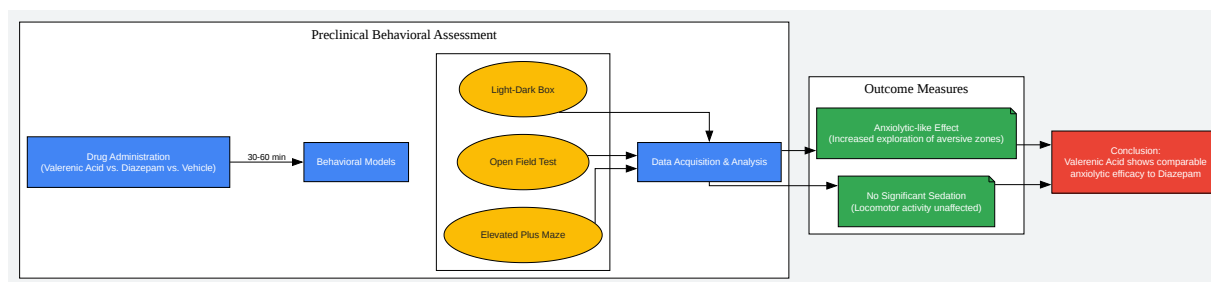 Preclinical Behavioral Assessment
Drug Administration
(Valerenic Acid vs. Diazepam vs. Vehicle)
30-60 min
Behavioral Models
Light-Dark Box
Open Field Test
Elevated Plus Maze
Data Acquisition & Analysis
Outcome Measures
Anxiolytic-like Effect
(Increased exploration of aversive zones)
No Significant Sedation
(Locomotor activity unaffected)
Conclusion:
Valerenic Acid shows comparable
anxiolytic efficacy to Diazepam